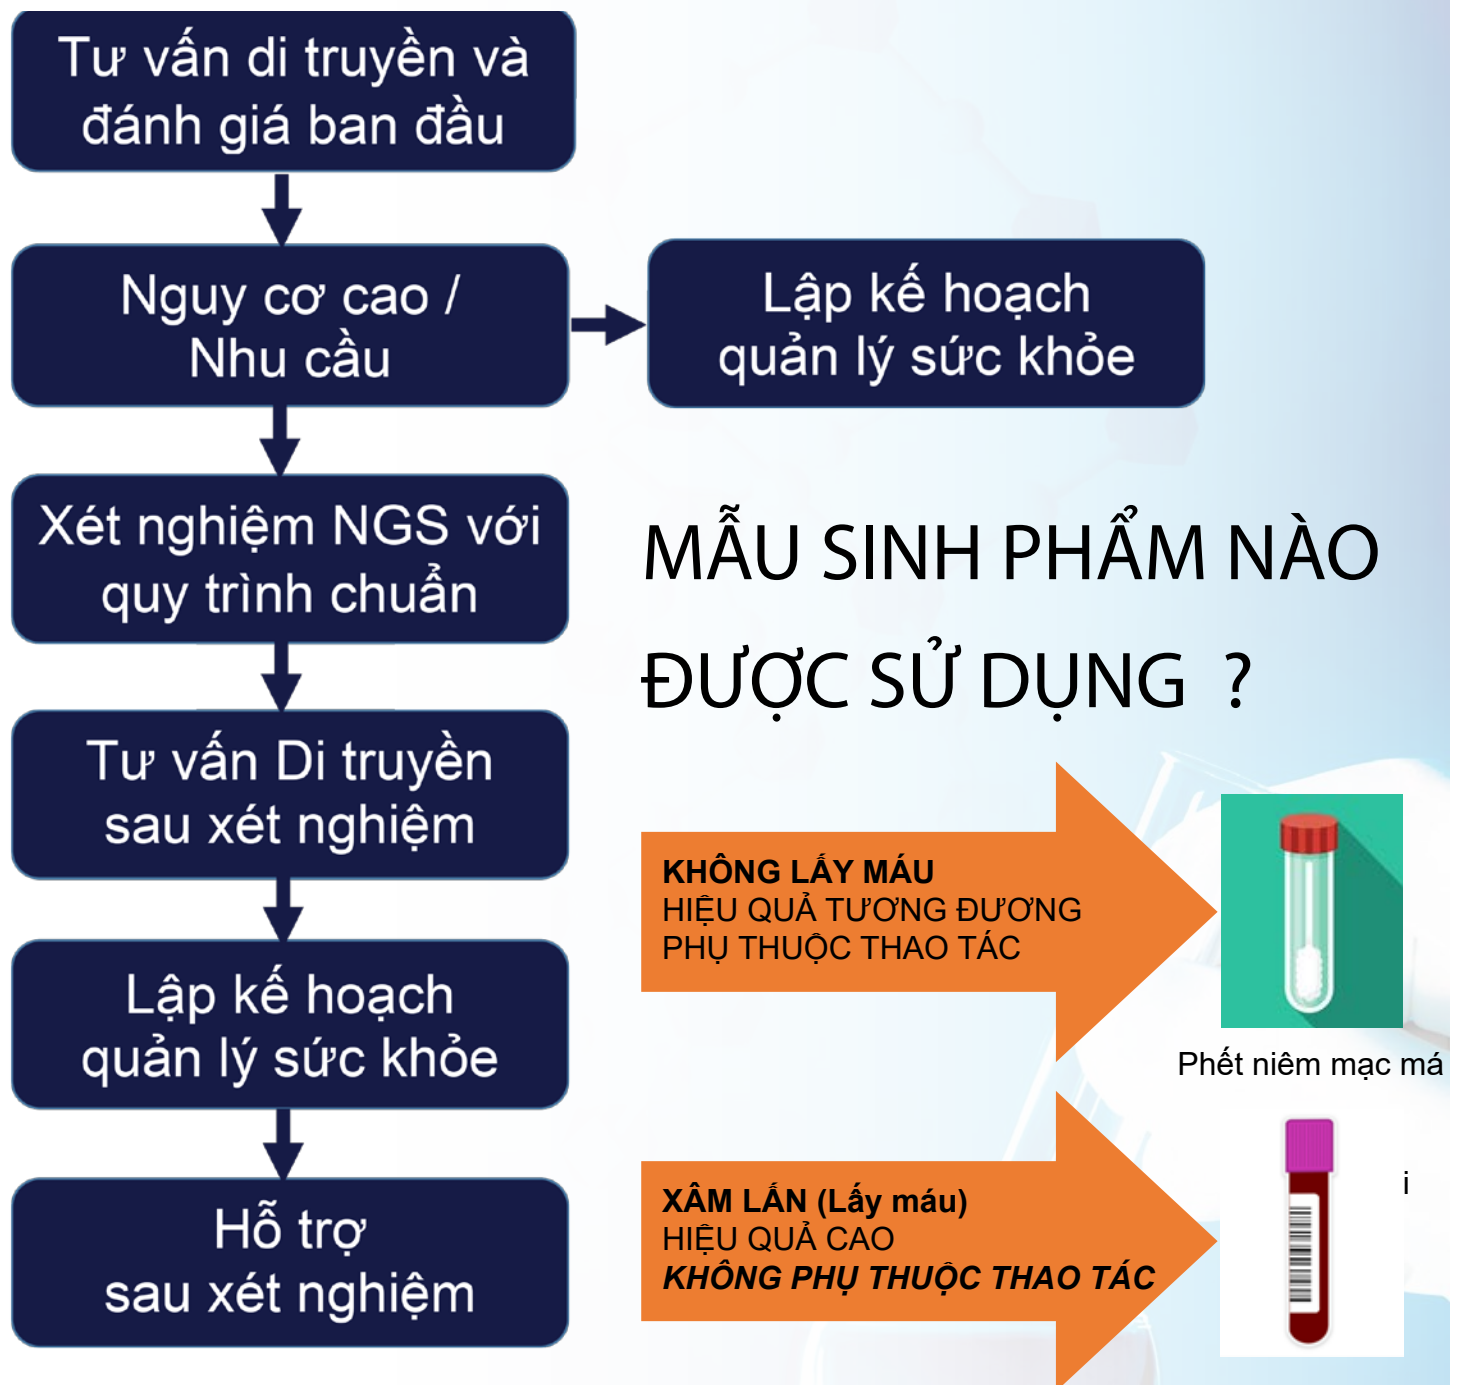 Tư vấn di truyền và
đánh giá ban đầu
Nguy cơ cao /
Nhu cầu
Lập kế hoạch
quản lý sức khỏe
Xét nghiệm NGS với
quy trình chuẩn
Tư vấn Di truyền
sau xét nghiệm
Lập kế hoạch
quản lý sức khỏe
Hỗ trợ
sau xét nghiệm
MẪU SINH PHẨM NÀO
ĐƯỢC SỬ DỤNG ?
KHÔNG LẤY MÁU
HIỆU QUẢ TƯƠNG ĐƯƠNG
PHỤ THUỘC THAO TÁC
Phết niêm mạc má
XÂM LẤN (Lấy máu)
HIỆU QUẢ CAO
KHÔNG PHỤ THUỘC THAO TÁC
i